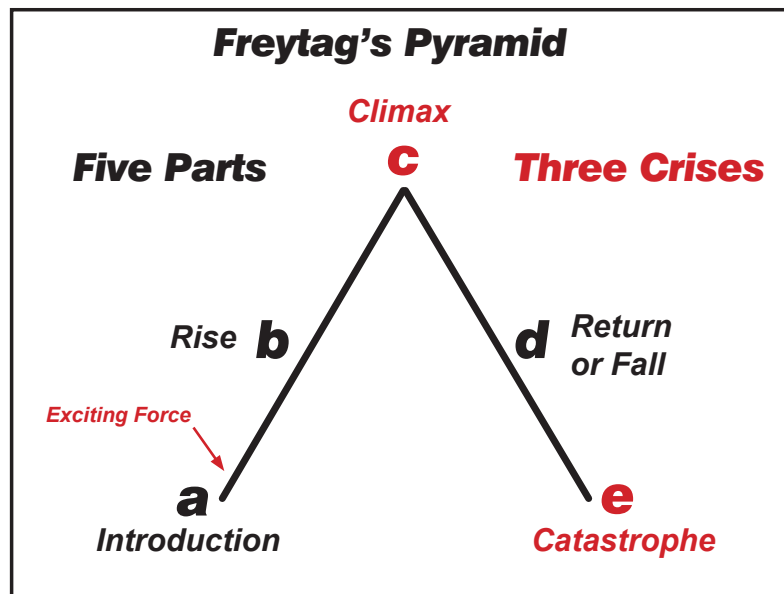 Freytag's Pyramid
Climax
Five Parts
c
Three Crises
Rise
b
d
Return
or Fall
Exciting Force
a
Introduction
e
Catastrophe